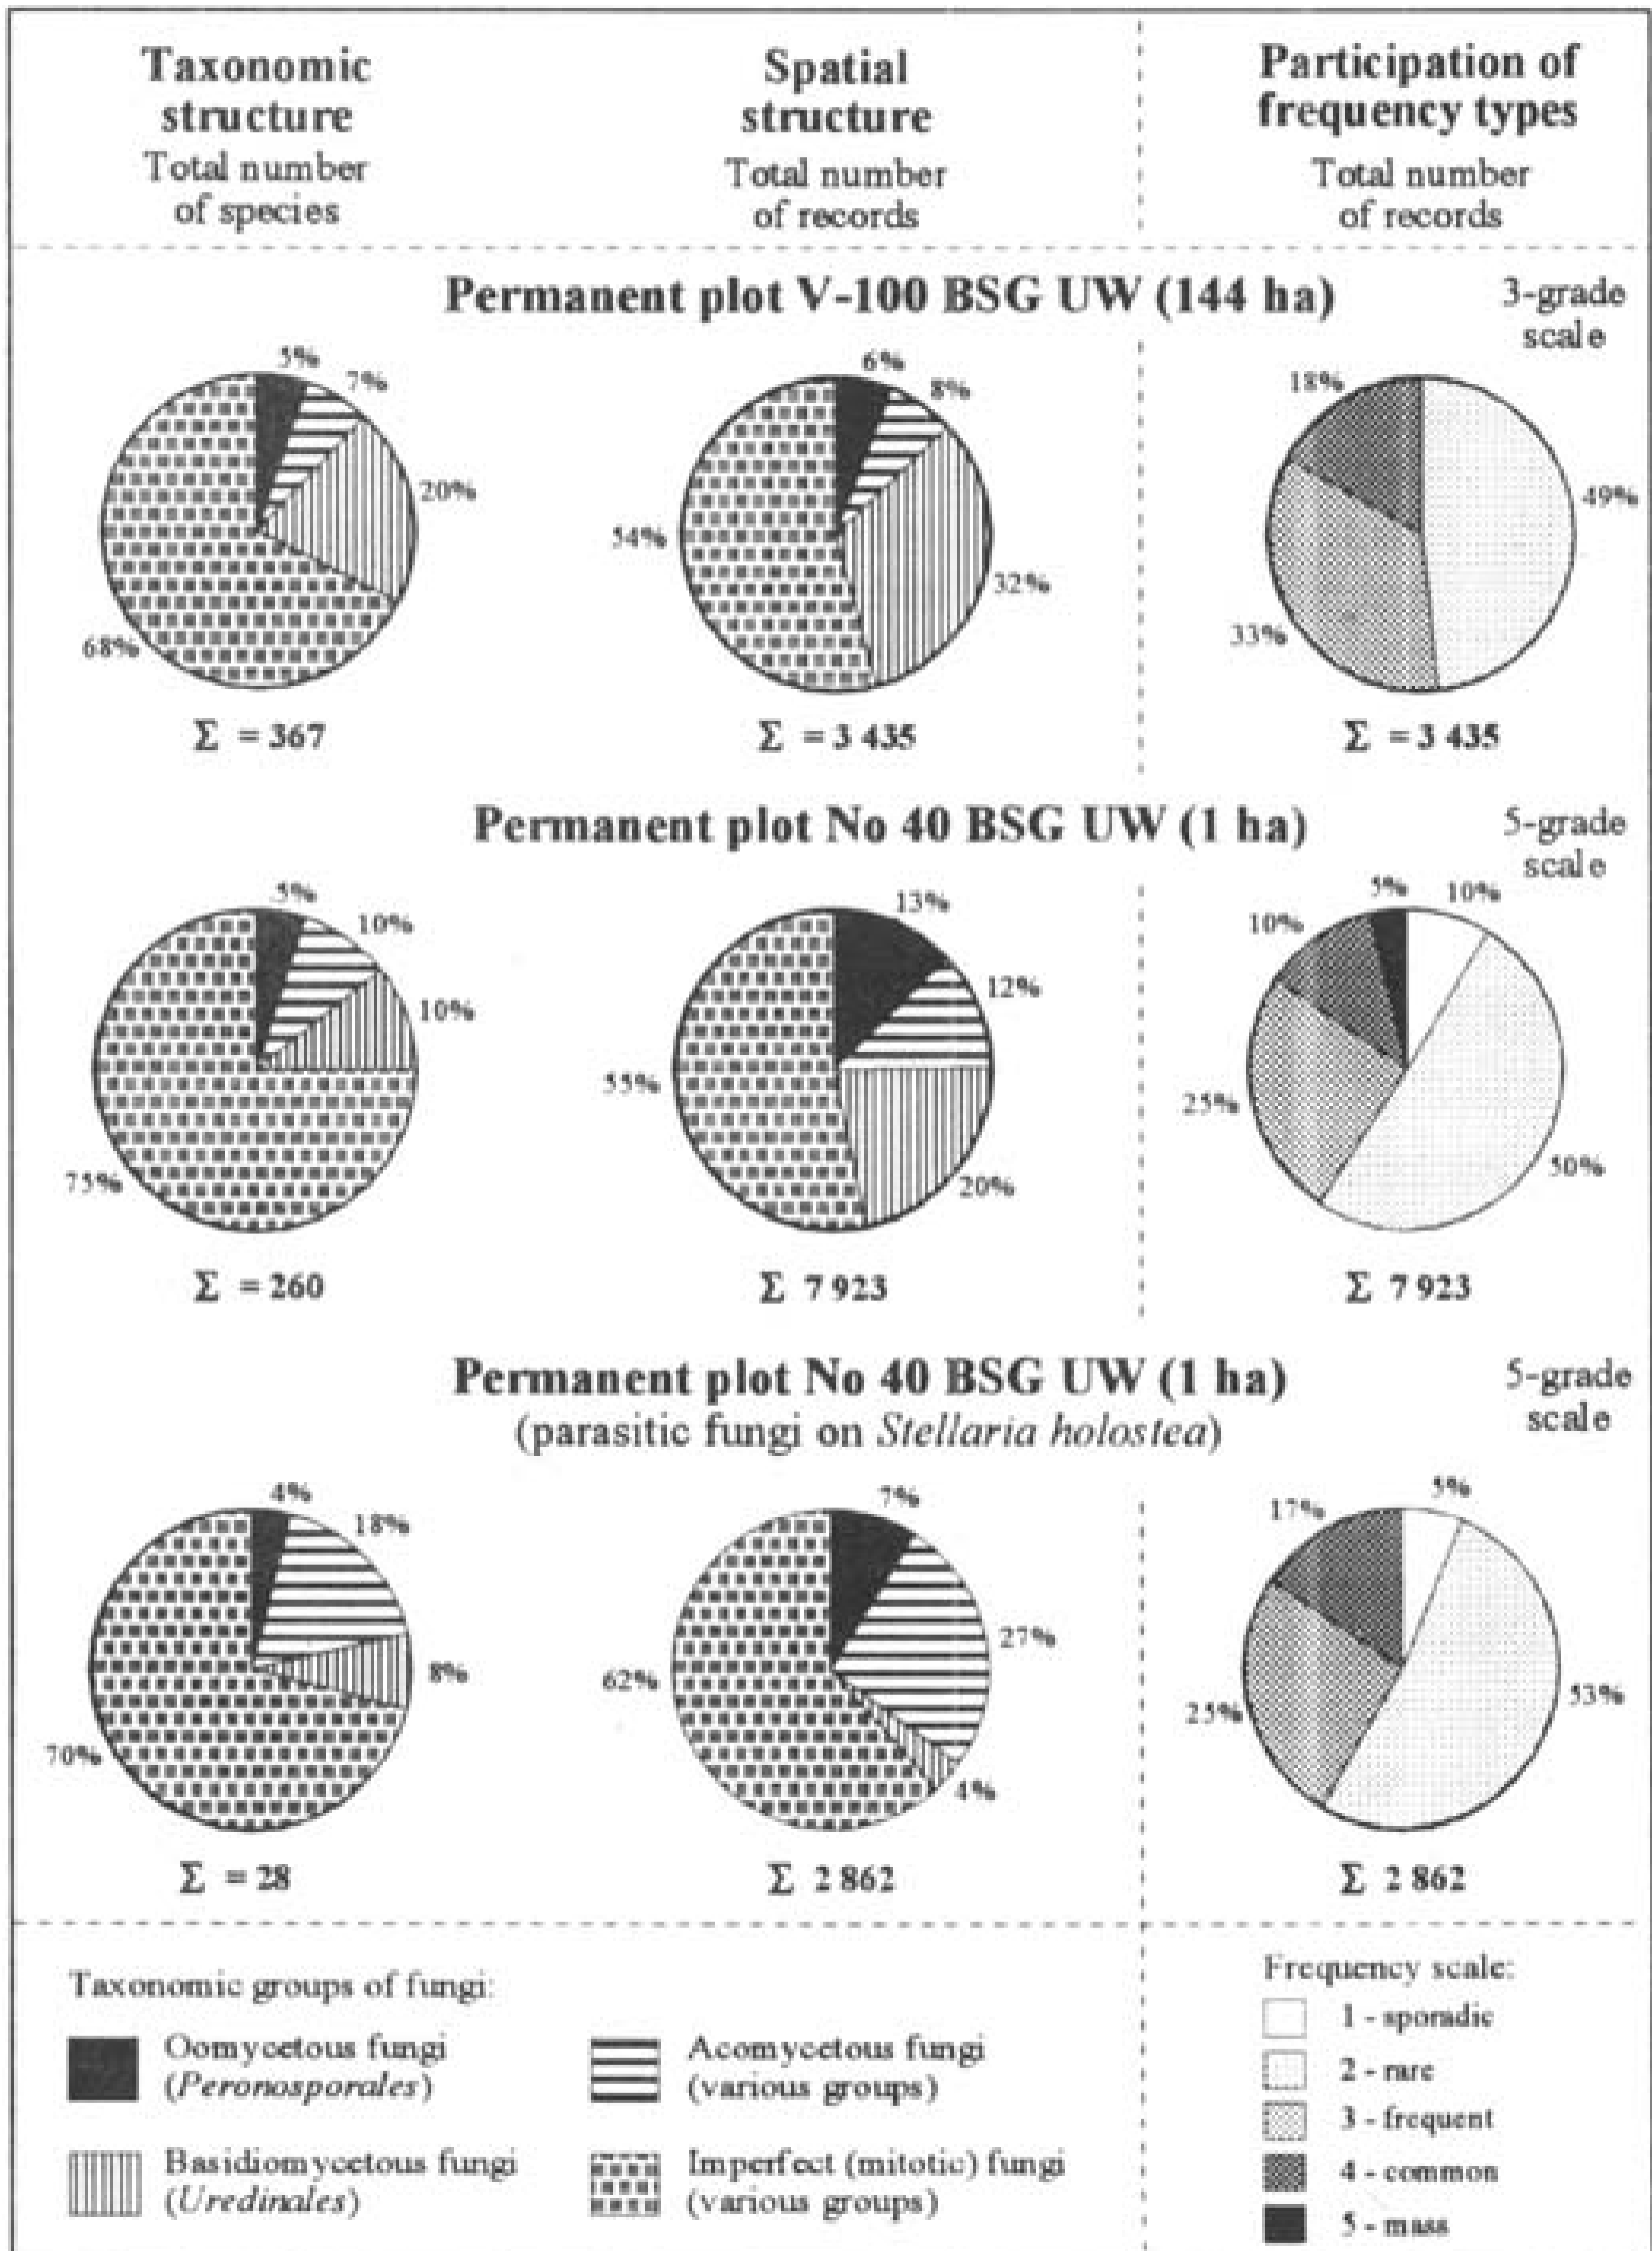 Taxonomic
structure
Total number
of species
Spatial
structure
Total number
of records
Participation of
frequency types
Total number
of records
Permanent plot V-100 BSG UW (144 ha)
3-grade
scale
5%
7%
20%
68%
Σ = 367
6%
8%
32%
54%
Σ = 3 435
18%
49%
33%
Σ = 3 435
Permanent plot No 40 BSG UW (1 ha)
5-grade
scale
5%
10%
10%
75%
Σ = 260
13%
12%
20%
55%
Σ 7 923
5%
10%
10%
50%
25%
Σ 7 923
Permanent plot No 40 BSG UW (1 ha)
(parasitic fungi on Stellaria holostea)
5-grade
scale
4%
18%
8%
70%
Σ = 28
7%
27%
4%
62%
Σ 2 862
5%
17%
53%
25%
Σ 2 862
Taxonomic groups of fungi:
Oomycetous fungi
(Peronosporales)
Acomycetous fungi
(various groups)
Basidiomycetous fungi
(Uredinales)
Imperfect (mitotic) fungi
(various groups)
Frequency scale:
1 - sporadic
2 - rare
3 - frequent
4 - common
5 - mass